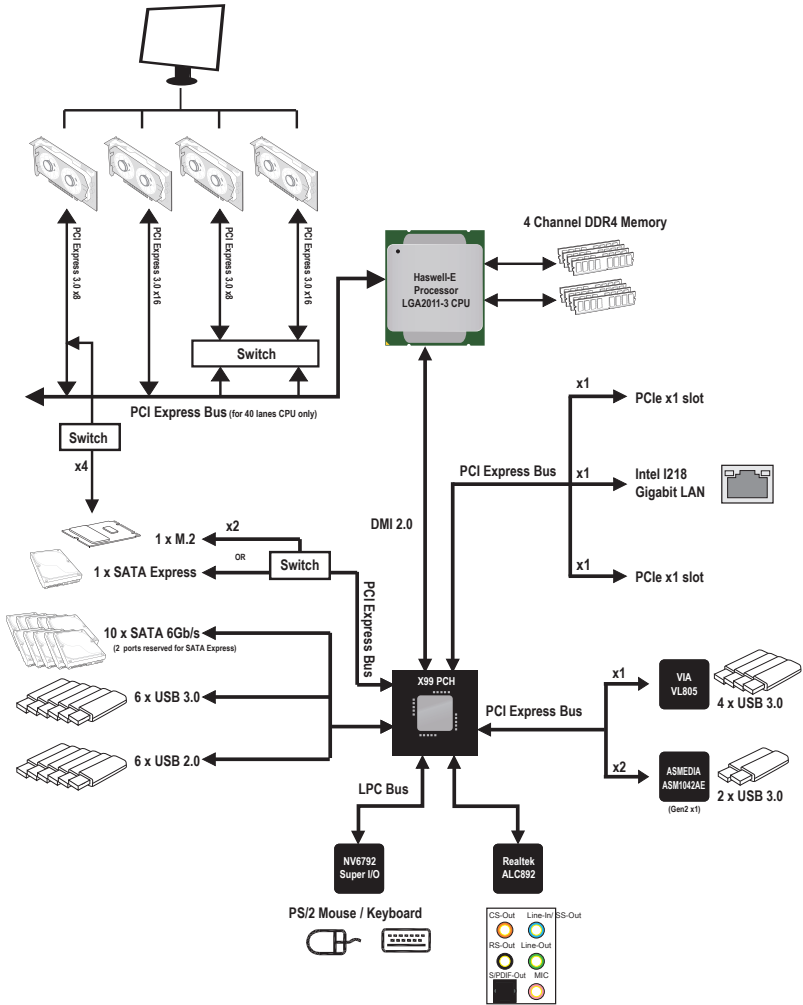 PCI Express 3.0 x8
PCI Express 3.0 x16
PCI Express 3.0 x8
PCI Express 3.0 x16
4 Channel DDR4 Memory
Haswell-E
Processor
LGA2011-3 CPU
Switch
PCI Express Bus (for 40 lanes CPU only)
Switch
x4
x1
PCIe x1 slot
PCI Express Bus
x1
Intel I218
Gigabit LAN
x1
PCIe x1 slot
DMI 2.0
1 x M.2
x2
OR
Switch
1 x SATA Express
PCI Express Bus
10 x SATA 6Gb/s
(2 ports reserved for SATA Express)
6 x USB 3.0
6 x USB 2.0
X99 PCH
PCI Express Bus
x1
VIA
VL805
4 x USB 3.0
x2
ASMEDIA
ASM1042AE
(Gen2 x1)
2 x USB 3.0
LPC Bus
NV6792
Super I/O
Realtek
ALC892
PS/2 Mouse / Keyboard
CS-Out
Line-In/ SS-Out
RS-Out
Line-Out
S/PDIF-Out
MIC